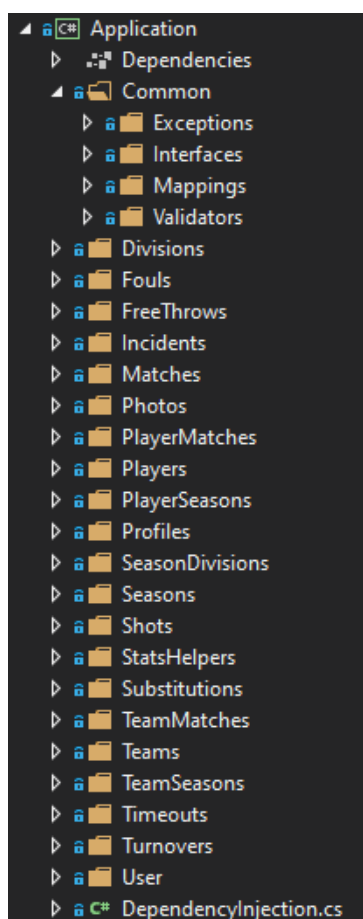 C# Application
Dependencies
Common
Exceptions
Interfaces
Mappings
Validators
Divisions
Fouls
FreeThrows
Incidents
Matches
Photos
PlayerMatches
Players
PlayerSeasons
Profiles
SeasonDivisions
Seasons
Shots
StatsHelpers
Substitutions
TeamMatches
Teams
TeamSeasons
Timeouts
Turnovers
User
C# DependencyInjection.cs